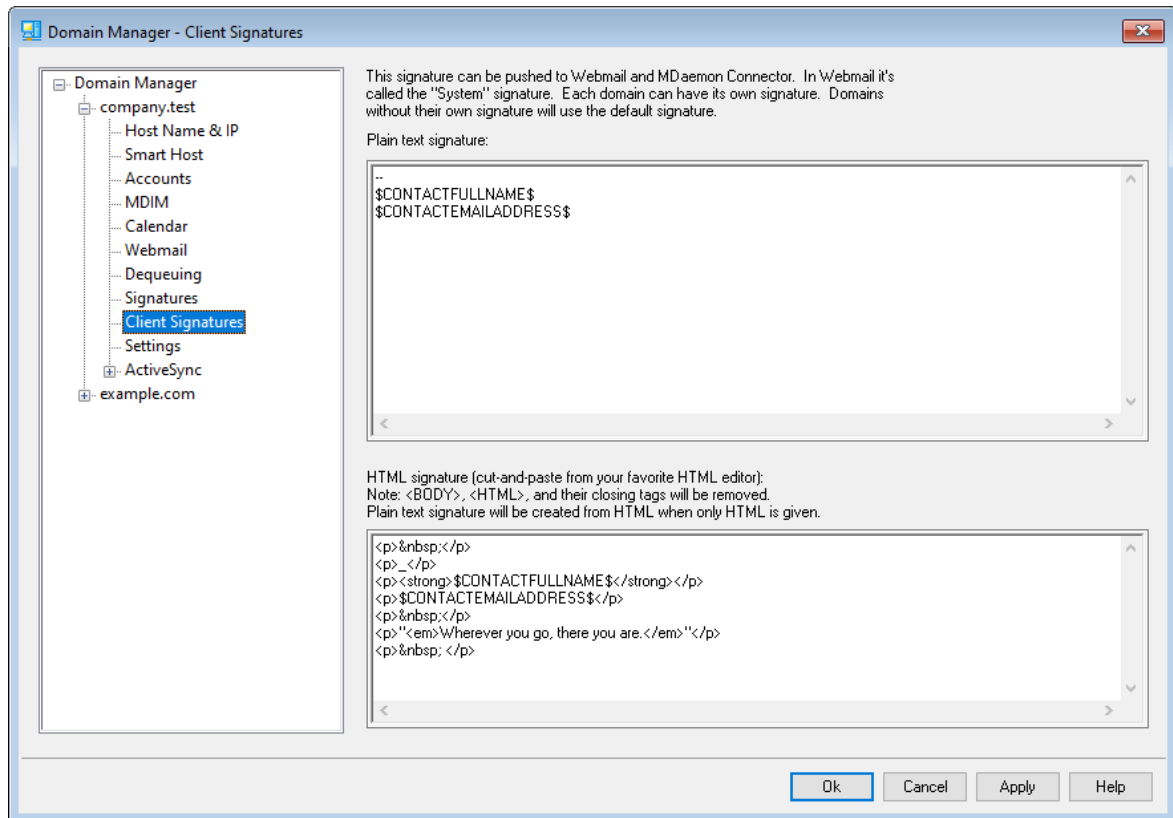 Domain Manager - Client Signatures
Domain Manager
company.test
Host Name & IP
Smart Host
Accounts
MDIM
Calendar
Webmail
Dequeuing
Signatures
Client Signatures
Settings
ActiveSync
example.com
This signature can be pushed to Webmail and MDaemon Connector.  In Webmail it's
called the "System" signature.  Each domain can have its own signature.  Domains
without their own signature will use the default signature.
Plain text signature:
--
$CONTACTFULLNAME$
$CONTACTEMAILADDRESS$
HTML signature (cut-and-paste from your favorite HTML editor):
Note: <BODY>, <HTML>, and their closing tags will be removed.
Plain text signature will be created from HTML when only HTML is given.
<p>&nbsp;</p>
<p>_</p>
<p><strong>$CONTACTFULLNAME$</strong></p>
<p>$CONTACTEMAILADDRESS$</p>
<p>&nbsp;</p>
<p>"<em>Wherever you go, there you are.</em>"</p>
<p>&nbsp; </p>
Ok
Cancel
Apply
Help